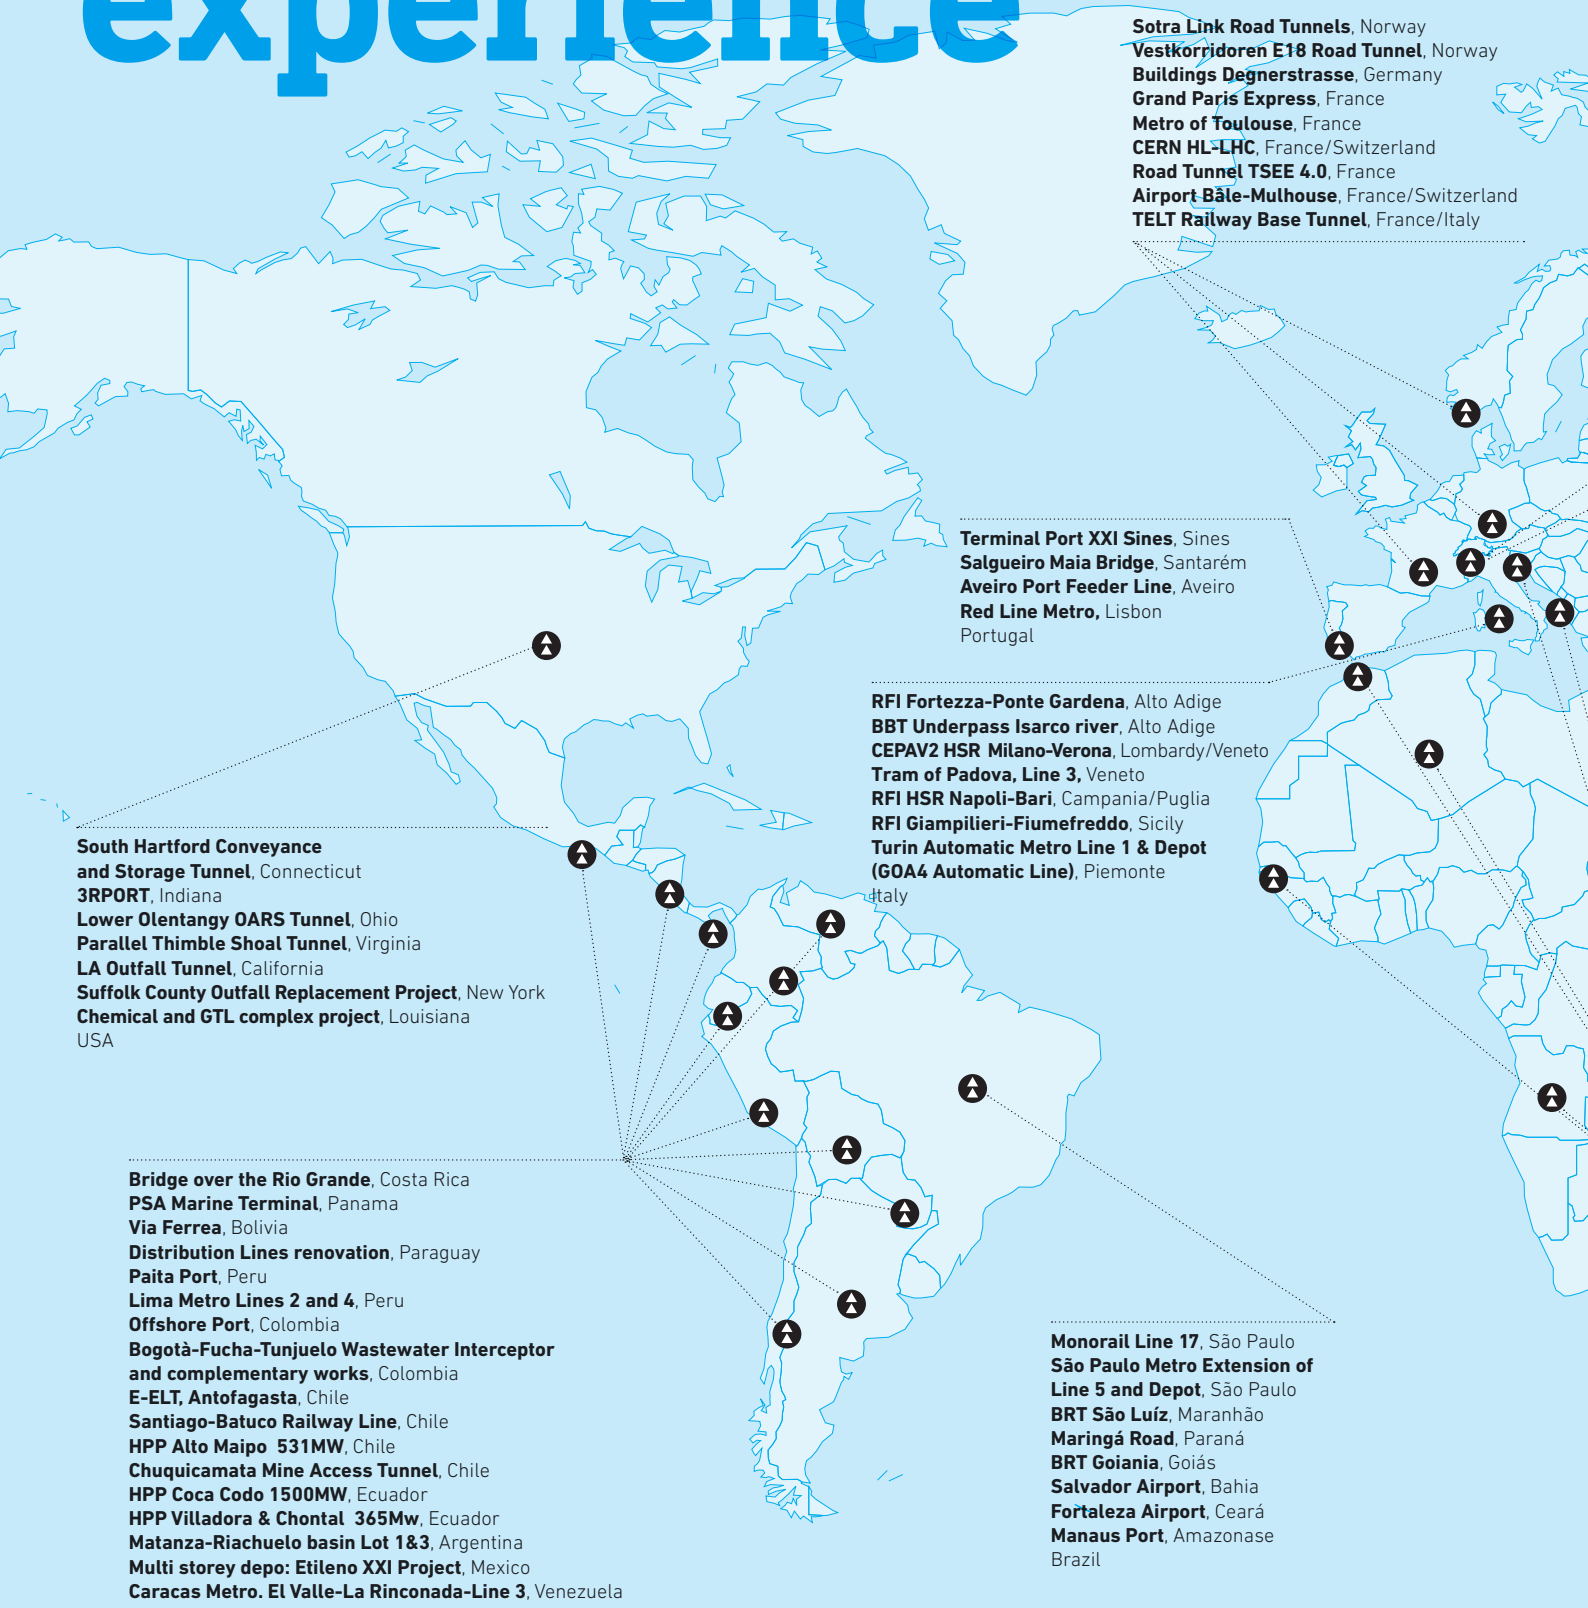 experience
Sotra Link Road Tunnels, Norway
Vestkorridoren E18 Road Tunnel, Norway
Buildings Degnerstrasse, Germany
Grand Paris Express, France
Metro of Toulouse, France
CERN HL-LHC, France/Switzerland
Road Tunnel TSEE 4.0, France
Airport Bâle-Mulhouse, France/Switzerland
TELT Railway Base Tunnel, France/Italy
Terminal Port XXI Sines, Sines
Salgueiro Maia Bridge, Santarém
Aveiro Port Feeder Line, Aveiro
Red Line Metro, Lisbon
Portugal
RFI Fortezza-Ponte Gardena, Alto Adige
BBT Underpass Isarco river, Alto Adige
CEPAV2 HSR Milano-Verona, Lombardy/Veneto
Tram of Padova, Line 3, Veneto
RFI HSR Napoli-Bari, Campania/Puglia
RFI Giampilieri-Fiumefreddo, Sicily
Turin Automatic Metro Line 1 & Depot
(GOA4 Automatic Line), Piemonte
Italy
South Hartford Conveyance
and Storage Tunnel, Connecticut
3RPORT, Indiana
Lower Olentangy OARS Tunnel, Ohio
Parallel Thimble Shoal Tunnel, Virginia
LA Outfall Tunnel, California
Suffolk County Outfall Replacement Project, New York
Chemical and GTL complex project, Louisiana
USA
Bridge over the Rio Grande, Costa Rica
PSA Marine Terminal, Panama
Via Ferrea, Bolivia
Distribution Lines renovation, Paraguay
Paita Port, Peru
Lima Metro Lines 2 and 4, Peru
Offshore Port, Colombia
Bogotà-Fucha-Tunjuelo Wastewater Interceptor
and complementary works, Colombia
E-ELT, Antofagasta, Chile
Santiago-Batuco Railway Line, Chile
HPP Alto Maipo 531MW, Chile
Chuquicamata Mine Access Tunnel, Chile
HPP Coca Codo 1500MW, Ecuador
HPP Villadora & Chontal 365Mw, Ecuador
Matanza-Riachuelo basin Lot 1&3, Argentina
Multi storey depo: Etileno XXI Project, Mexico
Caracas Metro. El Valle-La Rinconada-Line 3, Venezuela
Monorail Line 17, São Paulo
São Paulo Metro Extension of
Line 5 and Depot, São Paulo
BRT São Luíz, Maranhão
Maringá Road, Paraná
BRT Goiania, Goiás
Salvador Airport, Bahia
Fortaleza Airport, Ceará
Manaus Port, Amazonase
Brazil